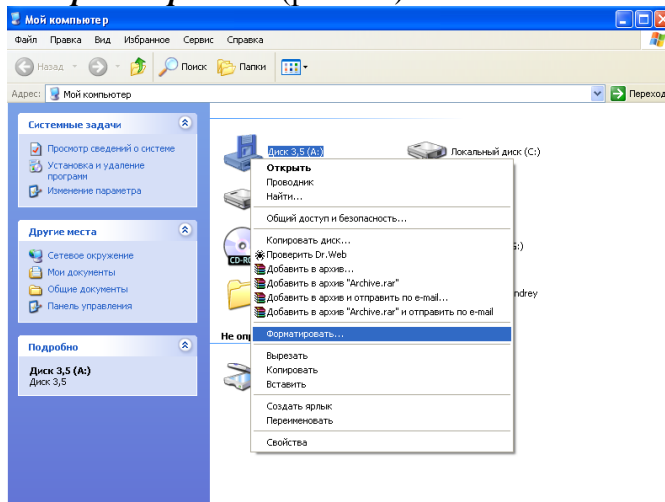 Мой компьютер
Файл Правка Вид Избранное Сервис Справка
Назад Поиск Папки
Адрес: Мой компьютер Переход
Системные задачи
Просмотр сведений о системе
Установка и удаление
программ
Изменение параметра
Другие места
Сетевое окружение
Мои документы
Общие документы
Панель управления
Подробно
Диск 3,5 (A:)
Диск 3,5
Диск 3,5 (A:) Локальный диск (C:)
CD-RO
:)
ndrey
Не опр
Открыть
Проводник
Найти...
Общий доступ и безопасность...
Копировать диск...
Проверить Dr.Web
Добавить в архив...
Добавить в архив "Archive.rar"
Добавить в архив и отправить по e-mail...
Добавить в архив "Archive.rar" и отправить по e-mail
Форматировать...
Вырезать
Копировать
Вставить
Создать ярлык
Переименовать
Свойства